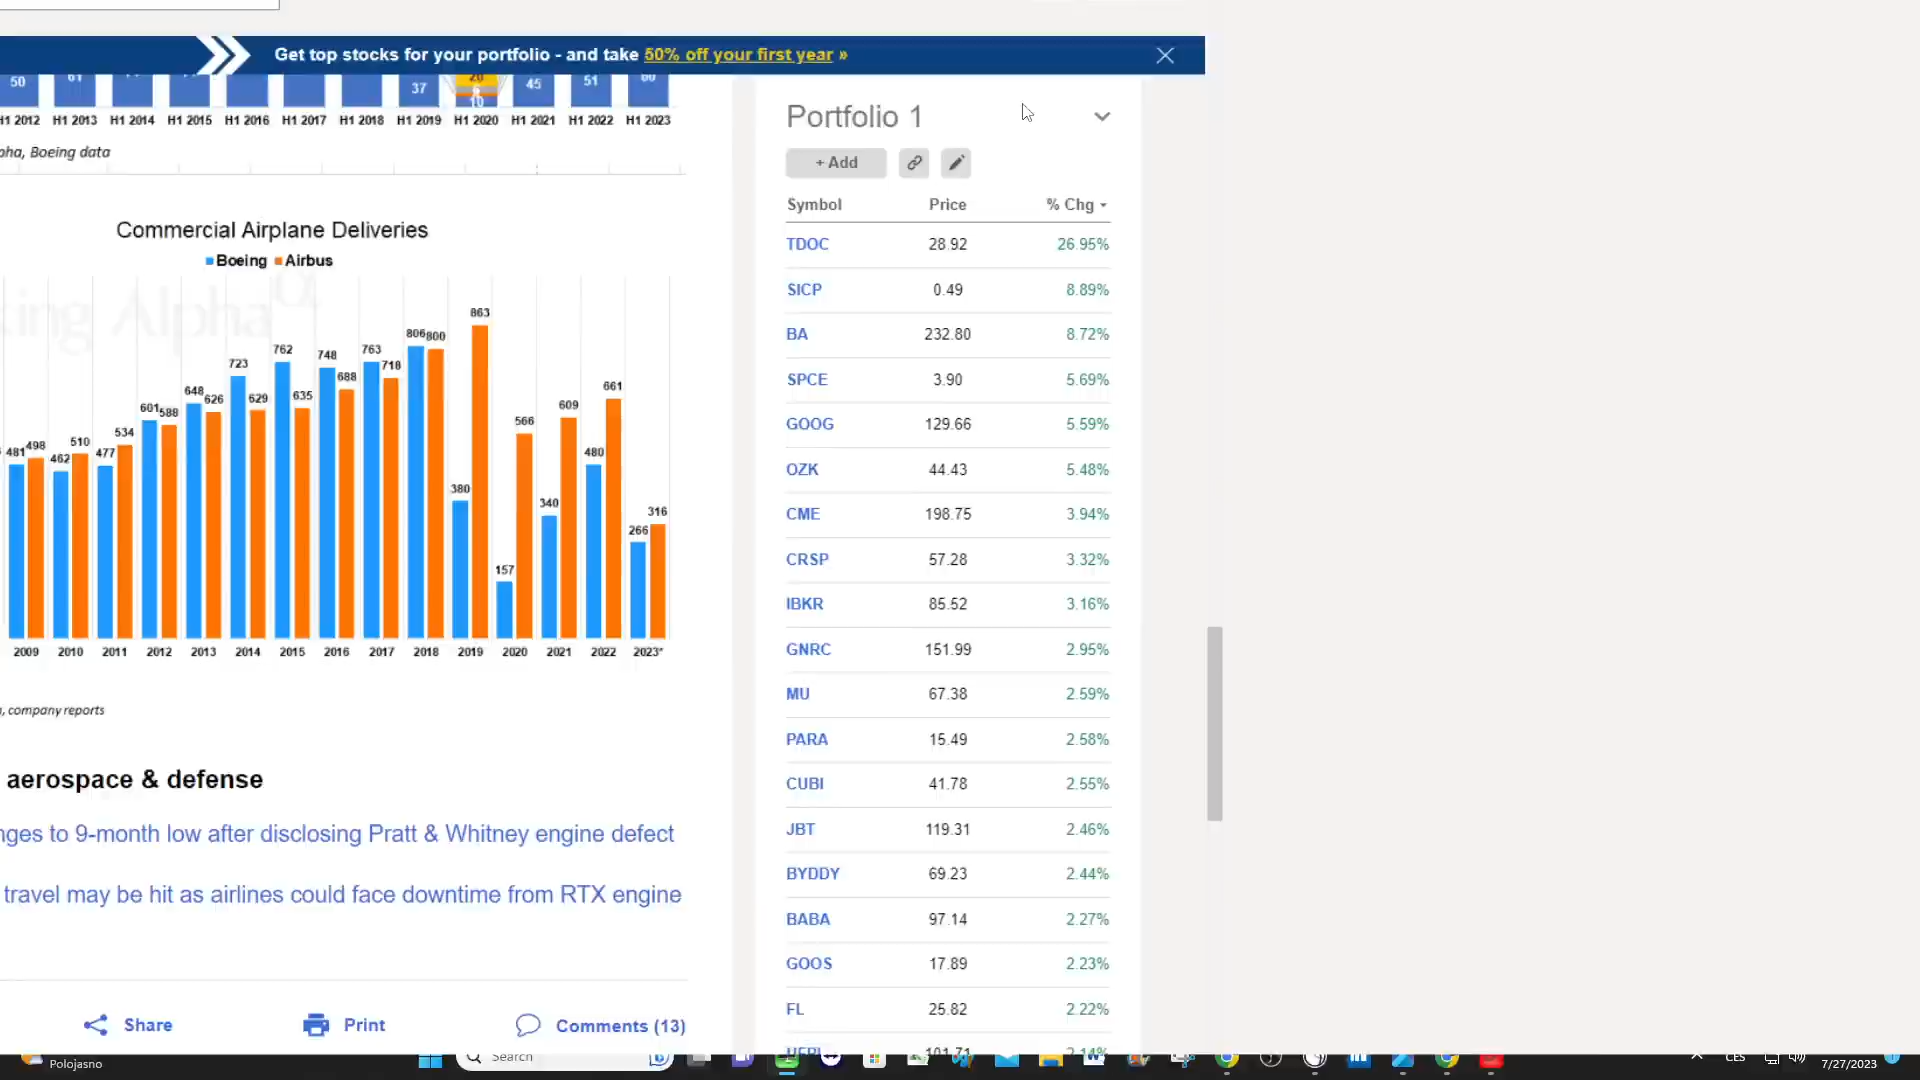 Get top stocks for your portfolio - and take 50% off your first year »
50 61 37 20 10 45 51 60
H1 2012 H1 2013 H1 2014 H1 2015 H1 2016 H1 2017 H1 2018 H1 2019 H1 2020 H1 2021 H1 2022 H1 2023
pha, Boeing data
Commercial Airplane Deliveries
Boeing Airbus
king Alpha α
481 498 462 510 477 534 601 588 648 626 723 629 762 635 748 688 763 718 806 800 380 863 157 566 340 609 480 661 266 316
2009 2010 2011 2012 2013 2014 2015 2016 2017 2018 2019 2020 2021 2022 2023*
, company reports
aerospace & defense
nges to 9-month low after disclosing Pratt & Whitney engine defect
travel may be hit as airlines could face downtime from RTX engine
Share Print Comments (13)
Portfolio 1
+ Add
Symbol Price % Chg
TDOC 28.92 26.95%
SICP 0.49 8.89%
BA 232.80 8.72%
SPCE 3.90 5.69%
GOOG 129.66 5.59%
OZK 44.43 5.48%
CME 198.75 3.94%
CRSP 57.28 3.32%
IBKR 85.52 3.16%
GNRC 151.99 2.95%
MU 67.38 2.59%
PARA 15.49 2.58%
CUBI 41.78 2.55%
JBT 119.31 2.46%
BYDDY 69.23 2.44%
BABA 97.14 2.27%
GOOS 17.89 2.23%
FL 25.82 2.22%
101.71 2.14%
Polojasno
Search
CES
7/27/2023